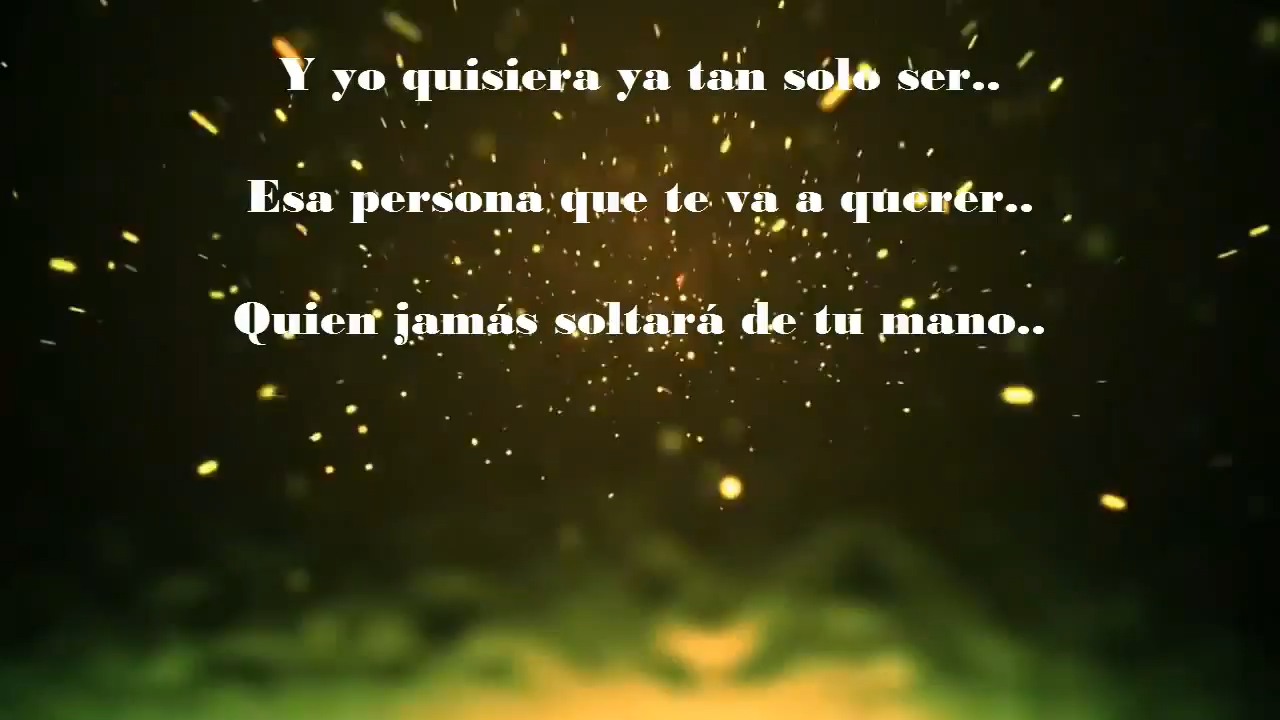 Y yo quisiera ya tan solo ser..
Esa persona que te va a querer..
Quien jamás soltará de tu mano..